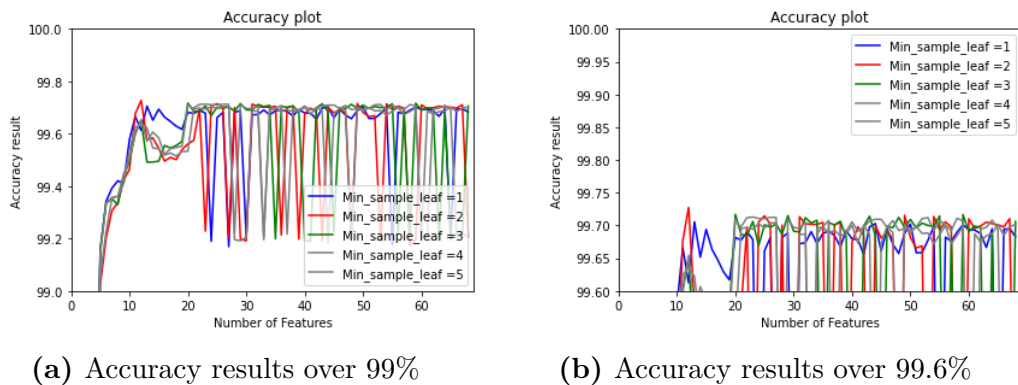 Accuracy plot
100.0
99.8
99.6
99.4
99.2
99.0
Accuracy result
0 10 20 30 40 50 60
Number of Features
Min_sample_leaf =1
Min_sample_leaf =2
Min_sample_leaf =3
Min_sample_leaf =4
Min_sample_leaf =5
(a) Accuracy results over 99%
Accuracy plot
100.00
99.95
99.90
99.85
99.80
99.75
99.70
99.65
99.60
Accuracy result
0 10 20 30 40 50 60
Number of Features
Min_sample_leaf =1
Min_sample_leaf =2
Min_sample_leaf =3
Min_sample_leaf =4
Min_sample_leaf =5
(b) Accuracy results over 99.6%